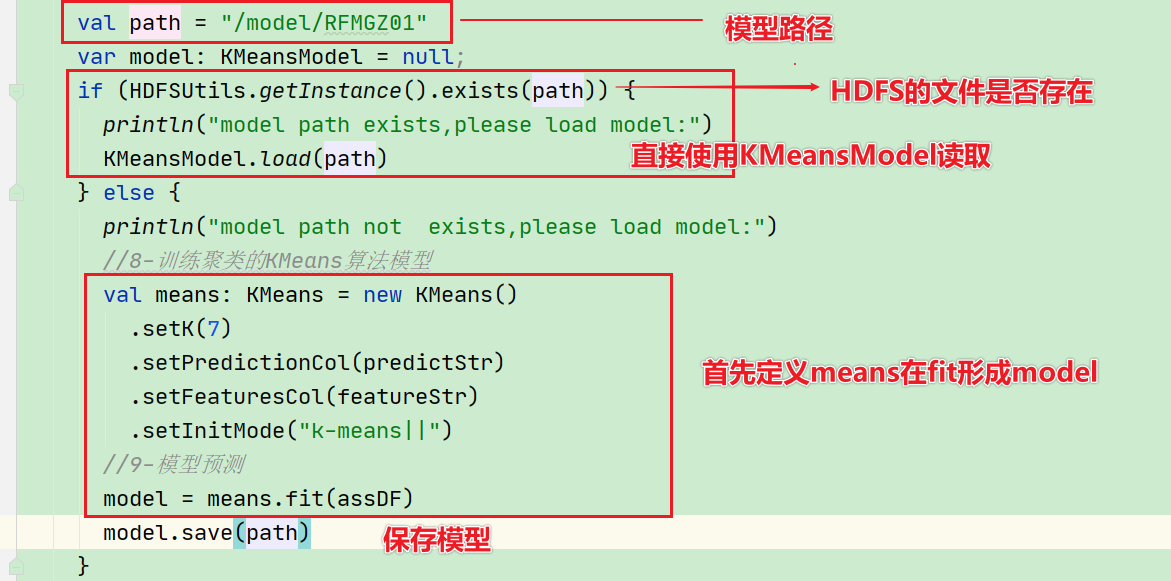 val path = "/model/RFMGZ01"
模型路径
var model: KMeansModel = null;
if (HDFSUtils.getInstance().exists(path)) {
HDFS的文件是否存在
println("model path exists,please load model:")
KMeansModel.load(path)
直接使用KMeansModel读取
} else {
println("model path not  exists,please load model:")
//8-训练聚类的KMeans算法模型
val means: KMeans = new KMeans()
.setK(7)
.setPredictionCol(predictStr)
首先定义means在fit形成model
.setFeaturesCol(featureStr)
.setInitMode("k-means||")
//9-模型预测
model = means.fit(assDF)
model.save(path)
保存模型
}